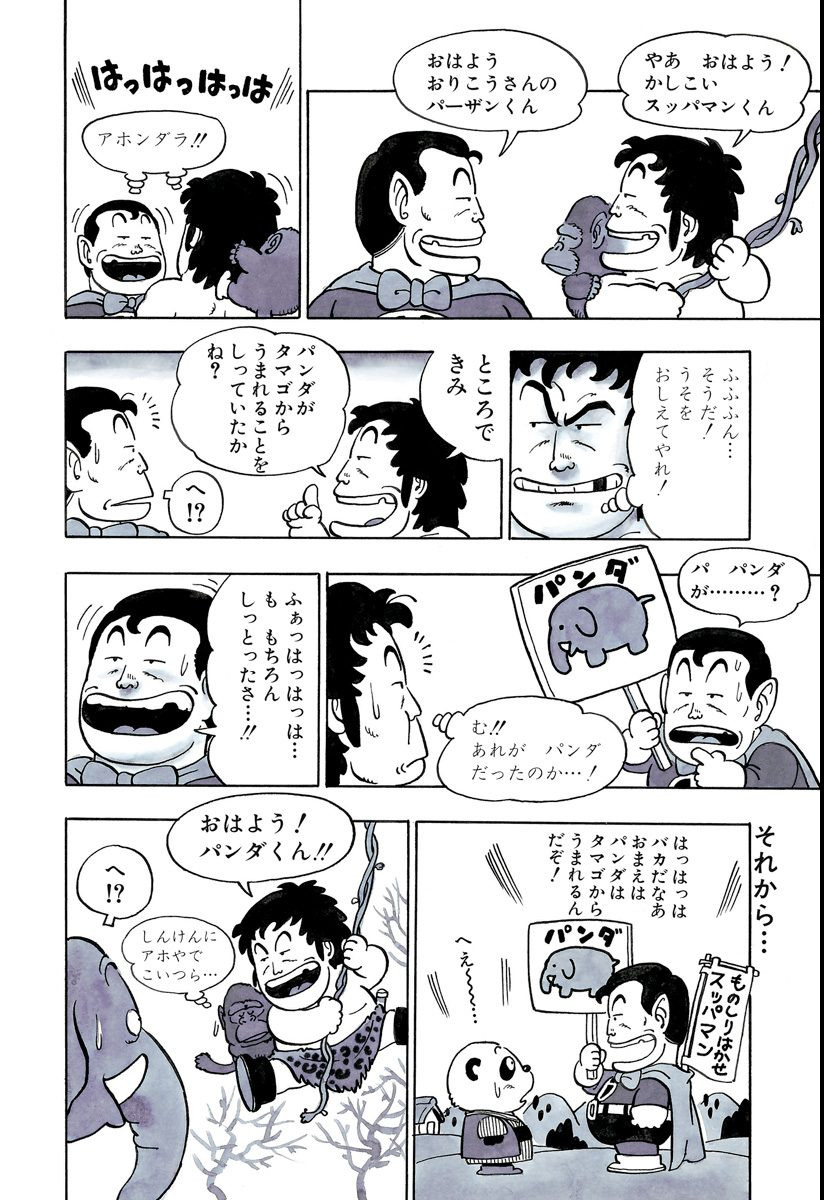 やあ　おはよう！
かしこい
スッパマンくん
おはよう
おりこうさんの
パーザンくん
はっはっはっは
アホンダラ!!
ふふふん…
そうだ！
うそを
おしえてやれ！
ところで
きみ
パンダが
タマゴから
うまれることを
しっていたか
ね？
へ!?
パ　パンダ
が………？
パンダ
む!!
あれが　パンダ
だったのか…！
ふぁっはっはっは…
も　もちろん
しっとったさ…!!
それから…
はっはっは
バカだなあ
おまえは
パンダは
タマゴから
うまれるん
だぞ！
パンダ
ものしりはかせ
スッパマン
へえ〜〜〜…
おはよう！
パンダくん!!
しんけんに
アホやで
こいつら…
へ!?